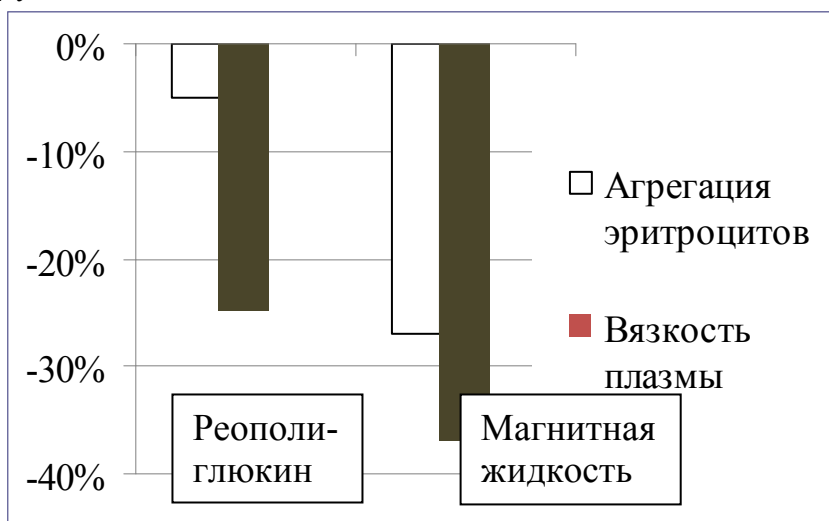 0%
-10%
-20%
-30%
-40%
Агрегация
эритроцитов
Вязкость
плазмы
Реополи-
глюкин
Магнитная
жидкость